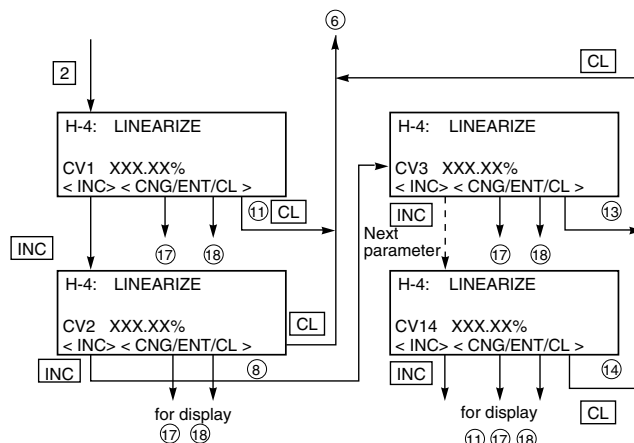 6
CL
2
H-4: LINEARIZE
CV1 XXX.XX%
< INC> < CNG/ENT/CL >
11
CL
INC
17 18
H-4: LINEARIZE
CV2 XXX.XX%
< INC> < CNG/ENT/CL >
CL
INC
8
for display
17 18
H-4: LINEARIZE
CV3 XXX.XX%
< INC> < CNG/ENT/CL >
INC
13
Next
parameter
17 18
H-4: LINEARIZE
CV14 XXX.XX%
< INC> < CNG/ENT/CL >
INC
14
CL
for display
11 17 18